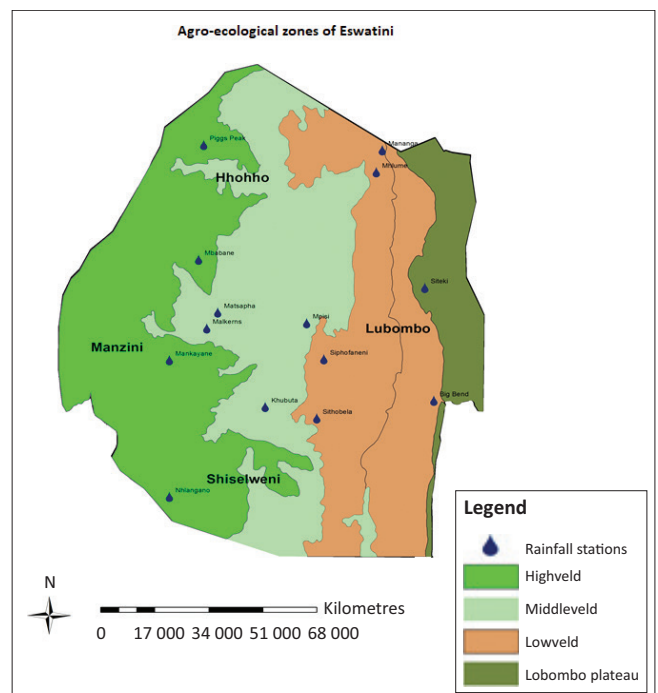 Agro-ecological zones of Eswatini
Piggs Peak
Mananga
Mhlume
Hhohho
Mbabane
Siteki
Matsapha
Malkerns
Mpisi
Lubombo
Manzini
Mankayane
Siphofaneni
Khubuta
Big Bend
Sithobela
Shiselweni
Nhlangano
Legend
Rainfall stations
Highveld
Middleveld
Lowveld
Lobombo plateau
N
Kilometres
0 17 000 34 000 51 000 68 000